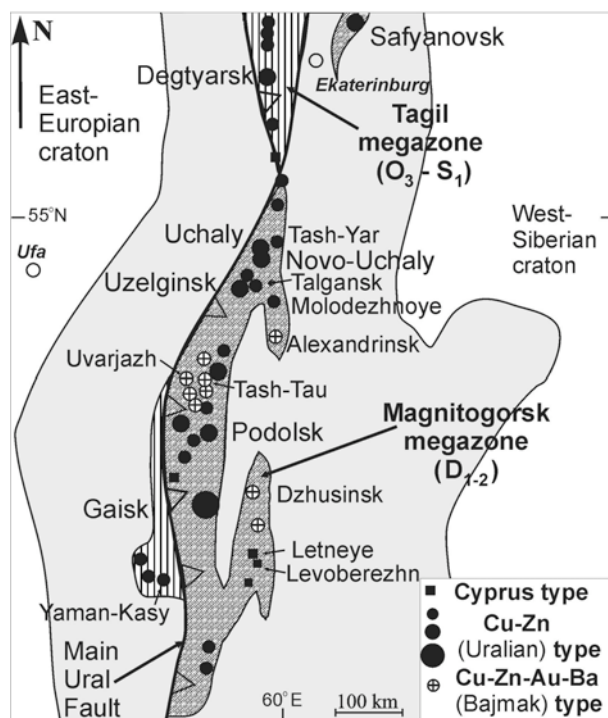 N
Safyanovsk
Degtyarsk
Ekaterinburg
East-
European
craton
Tagil
megazone
(O3 - S1)
55°N
West-
Siberian
craton
Ufa
Uchaly
Tash-Yar
Novo-Uchaly
Uzelginsk
Talgansk
Molodezhnoye
Alexandrinsk
Uvarjazh
Tash-Tau
Magnitogorsk
megazone
(D1-2)
Podolsk
Dzhusinsk
Gaisk
Letneye
Levoberezhn
Yaman-Kasy
Main
Ural
Fault
60°E
100 km
Cyprus type
Cu-Zn
(Uralian) type
Cu-Zn-Au-Ba
(Bajmak) type